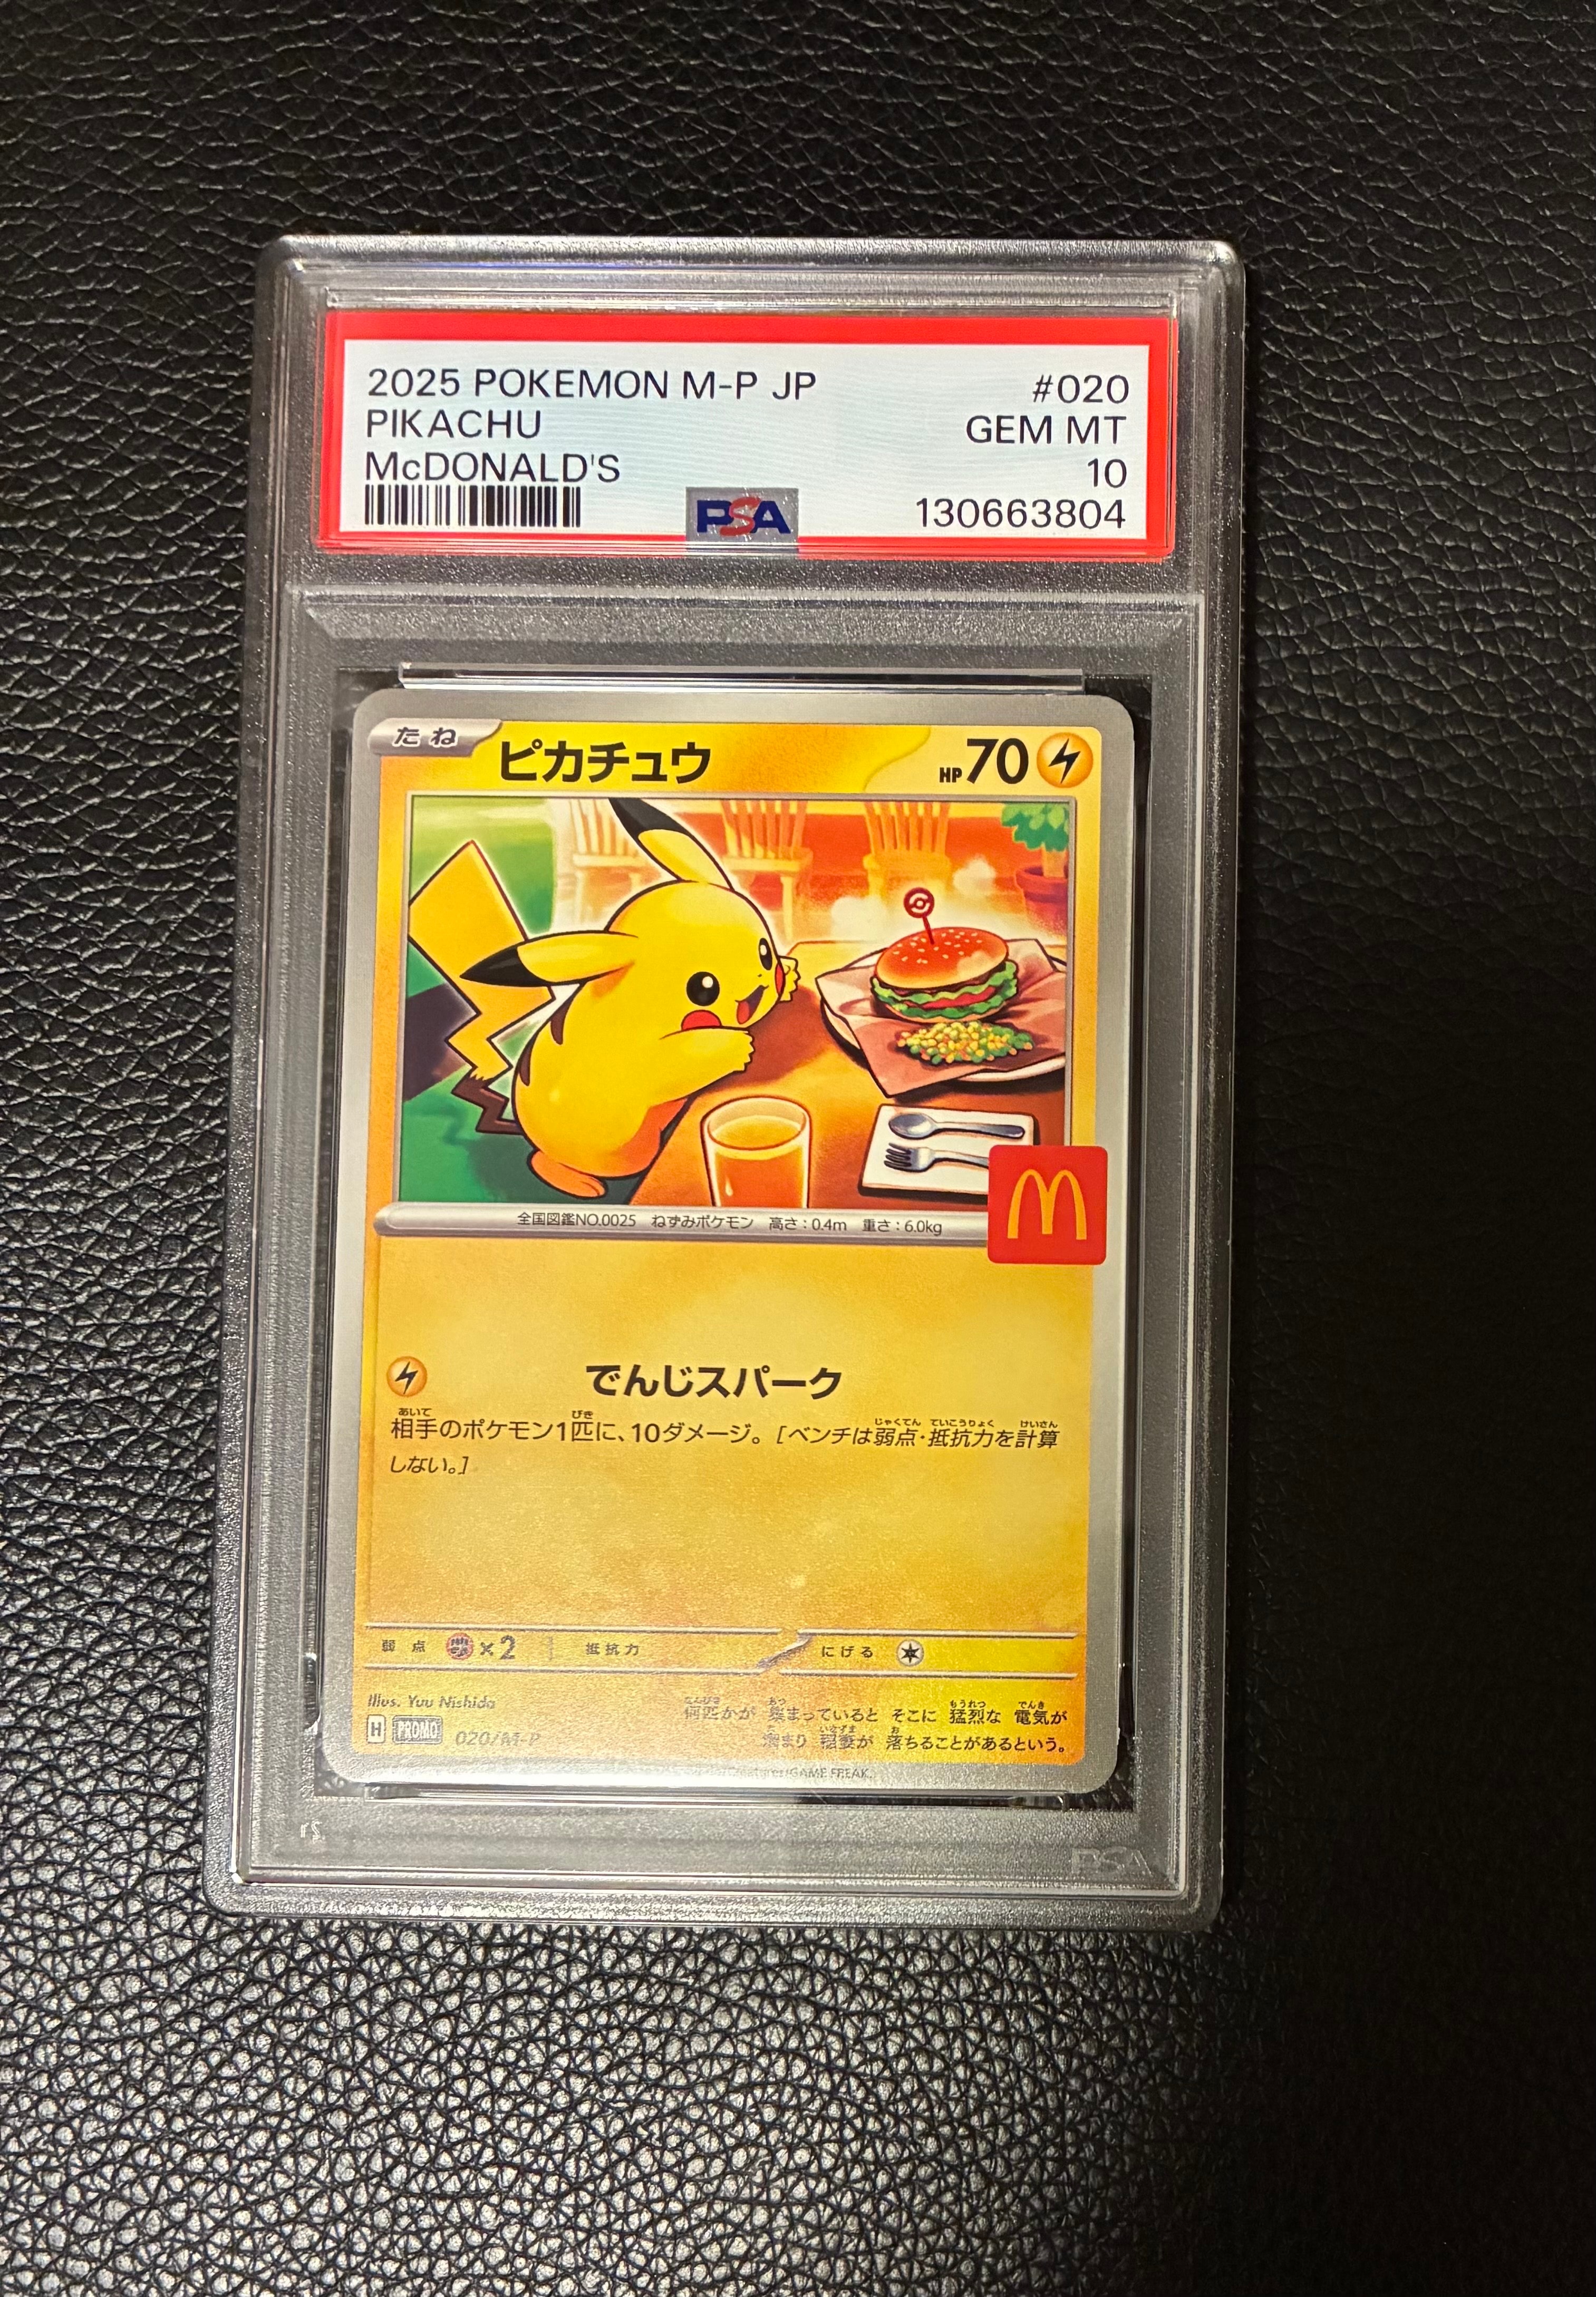 2025 POKEMON M-P JP #020
PIKACHU GEM MT
McDONALD'S 10
PSA 130663804
たね ピカチュウ HP70
全国図鑑NO.0025 ねずみポケモン 高さ：0.4m 重さ：6.0kg
でんじスパーク
相手のポケモン1匹に、10ダメージ。［ベンチは弱点・抵抗力を計算
しない。］
弱点 ×2 抵抗力 にげる
Illus. Yuu Nishida
何匹かが 集まっていると そこに 猛烈な 電気が
H PROMO 020/M-P
溜まり 稲妻が 落ちることがあるという。
GAME FREAK.
PSA